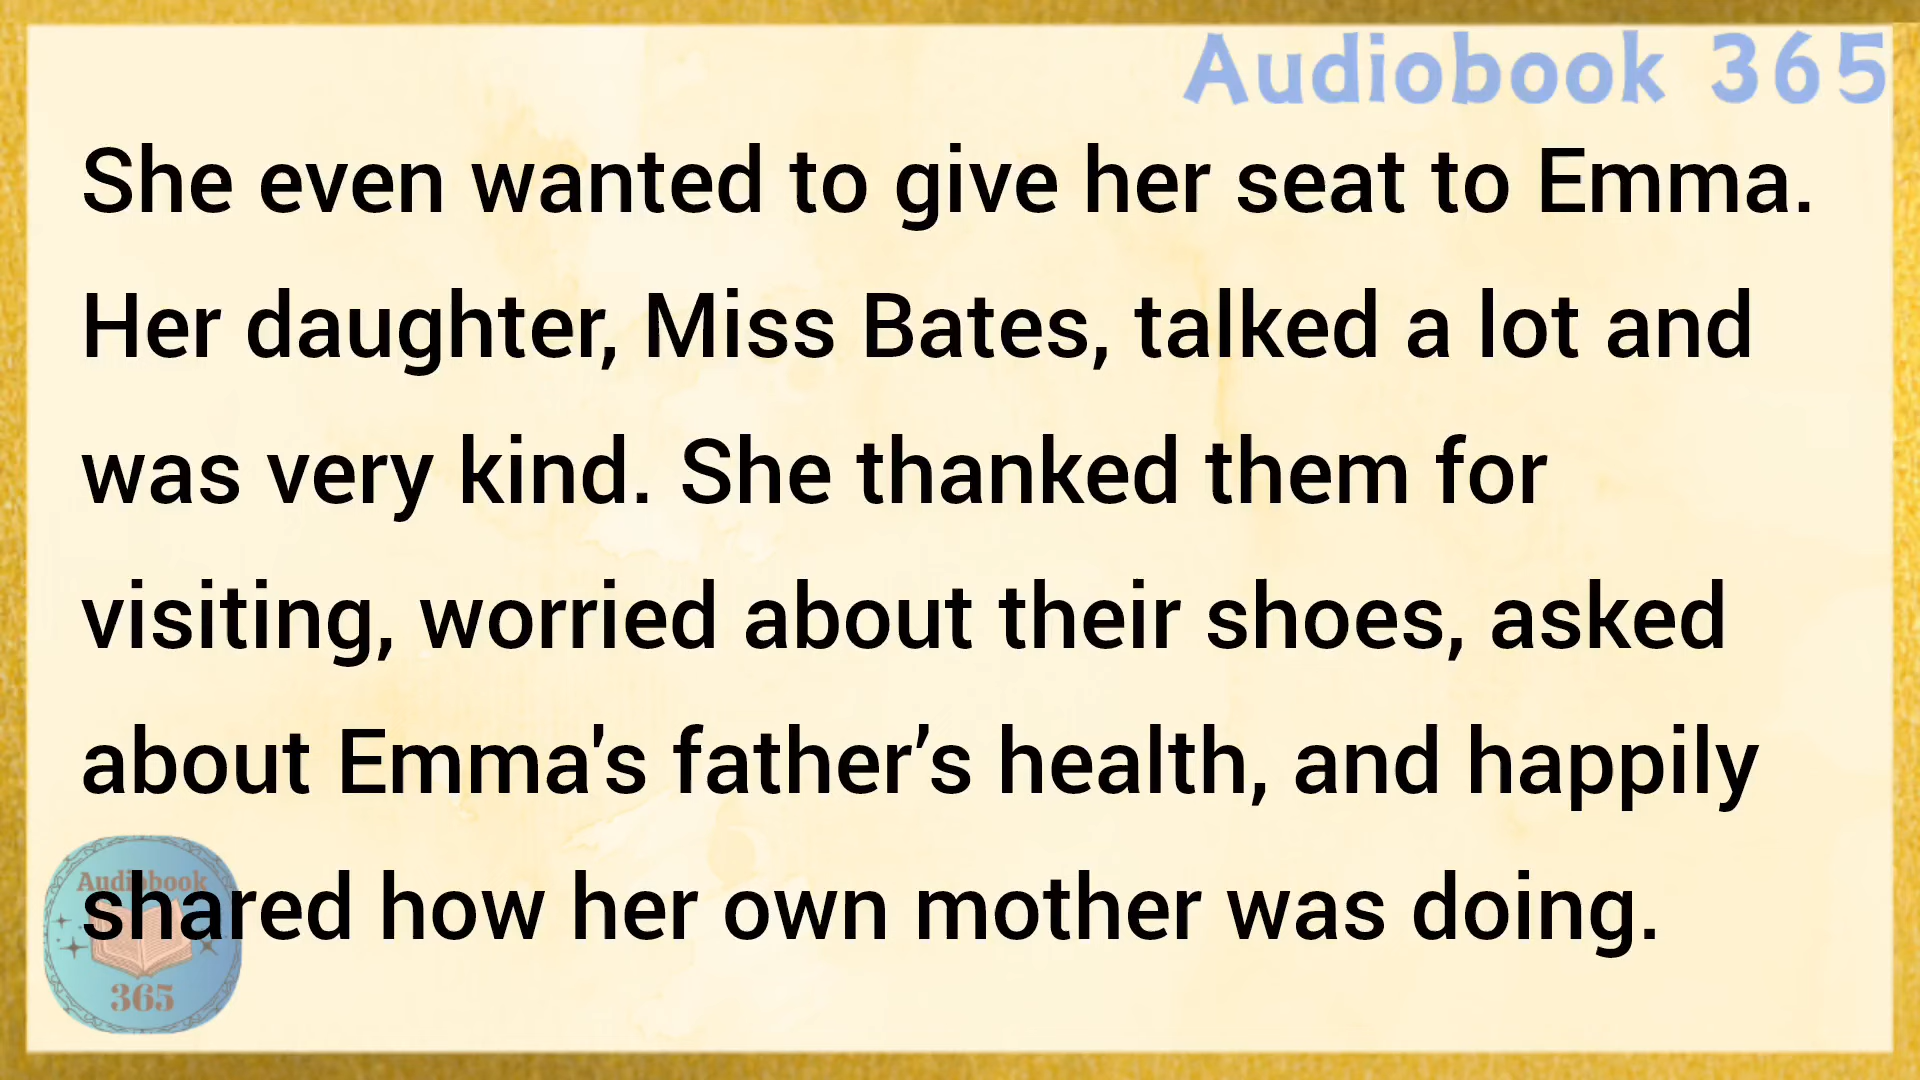 Audiobook 365
She even wanted to give her seat to Emma.
Her daughter, Miss Bates, talked a lot and
was very kind. She thanked them for
visiting, worried about their shoes, asked
about Emma's father’s health, and happily
shared how her own mother was doing.
Audiobook
365